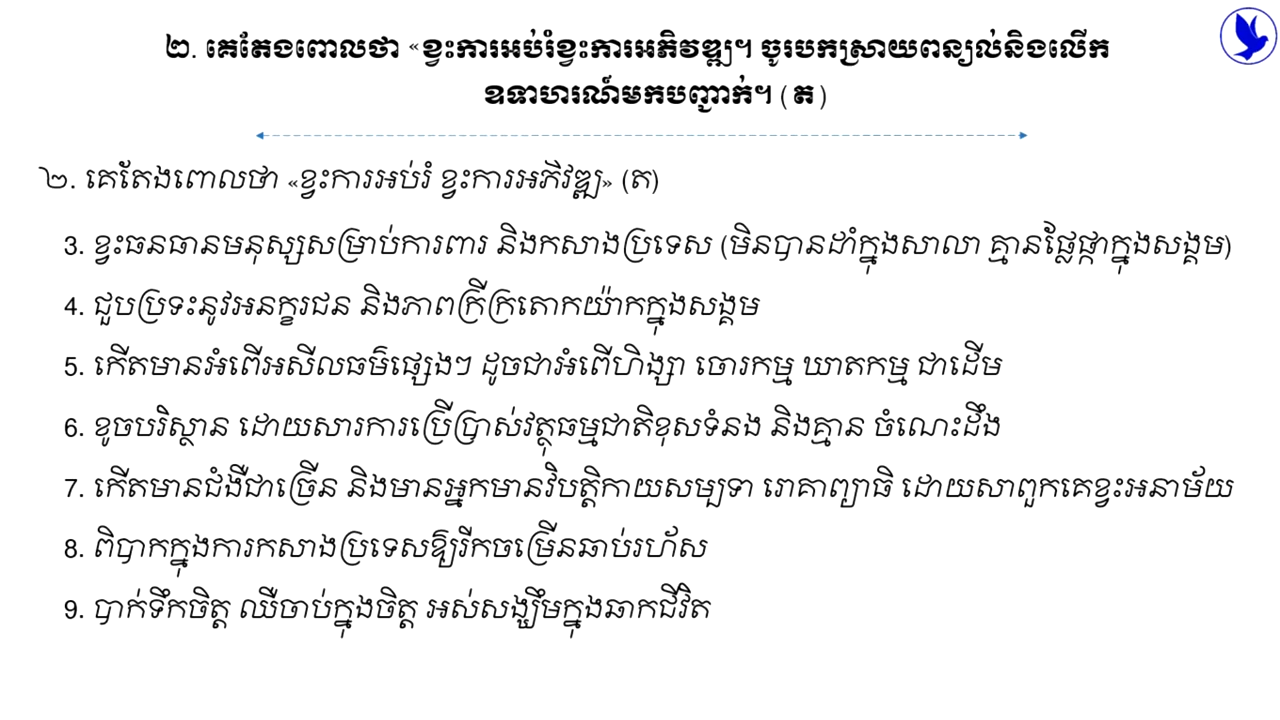 ២. គេតែងពោលថា «ខ្វះការអប់រំខ្វះការអភិវឌ្ឍ។ ចូរបកស្រាយពន្យល់និងលើក
ឧទាហរណ៍មកបញ្ជាក់។ (ត)
២. គេតែងពោលថា «ខ្វះការអប់រំ ខ្វះការអភិវឌ្ឍ» (ត)
3. ខ្វះធនធានមនុស្សសម្រាប់ការពារ និងកសាងប្រទេស (មិនបានដាំក្នុងសាលា គ្មានផ្លែផ្កាក្នុងសង្គម)
4. ជួបប្រទះនូវអនក្ខរជន និងភាពក្រីក្រតោកយ៉ាកក្នុងសង្គម
5. កើតមានអំពើអសីលធម៌ផ្សេងៗ ដូចជាអំពើហិង្សា ចោរកម្ម ឃាតកម្ម ជាដើម
6. ខូចបរិស្ថាន ដោយសារការប្រើប្រាស់វត្ថុធម្មជាតិខុសទំនង និងគ្មាន ចំណេះដឹង
7. កើតមានជំងឺជាច្រើន និងមានអ្នកមានវិបត្តិកាយសម្បទា រោគាព្យាធិ ដោយសាពួកគេខ្វះអនាម័យ
8. ពិបាកក្នុងការកសាងប្រទេសឱ្យរីកចម្រើនឆាប់រហ័ស
9. បាក់ទឹកចិត្ត ឈឺចាប់ក្នុងចិត្ត អស់សង្ឃឹមក្នុងឆាកជីវិត